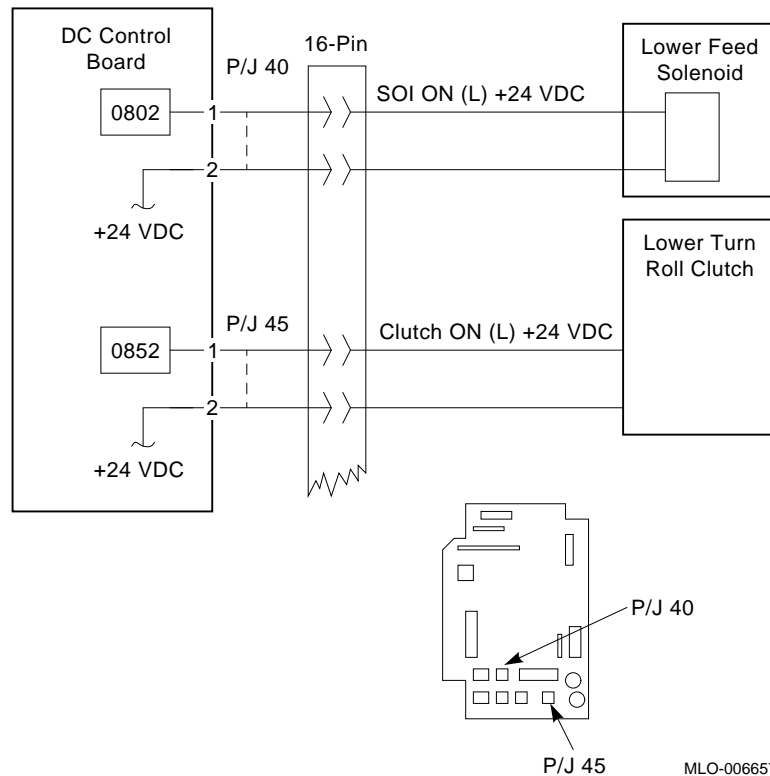 DC Control
Board
P/J 40
16-Pin
Lower Feed
Solenoid
0802
1
SOI ON (L) +24 VDC
2
+24 VDC
Lower Turn
Roll Clutch
P/J 45
0852
1
Clutch ON (L) +24 VDC
2
+24 VDC
P/J 40
P/J 45